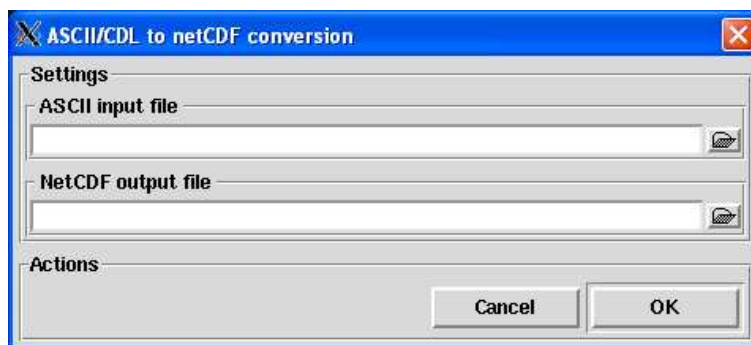 ASCII/CDL to netCDF conversion
Settings
ASCII input file
NetCDF output file
Actions
Cancel OK